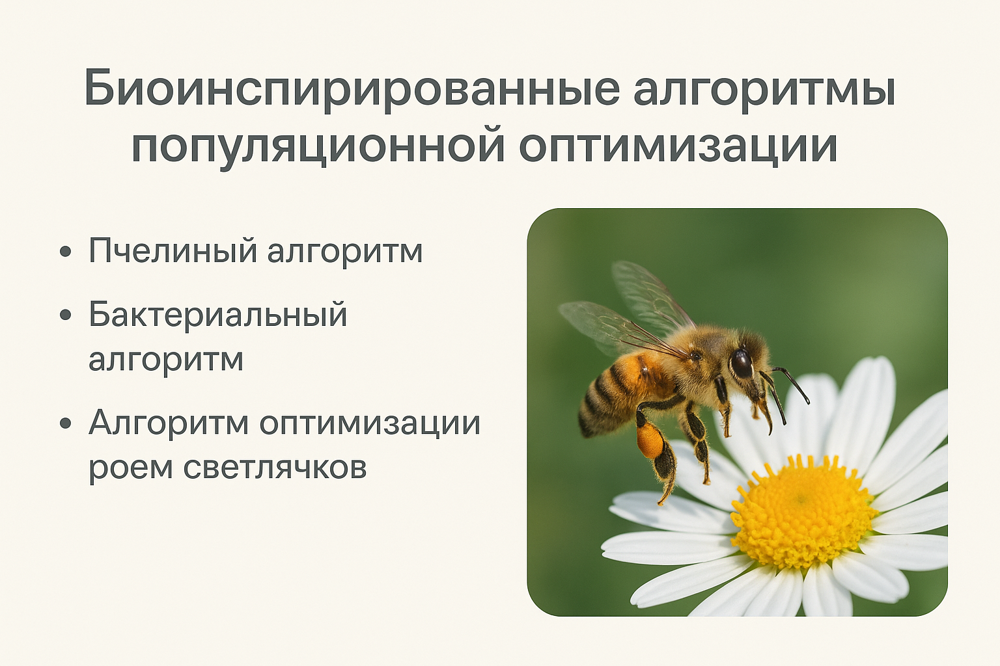 Биоинспирированные алгоритмы
популяционной оптимизации
• Пчелиный алгоритм
• Бактериальный
алгоритм
• Алгоритм оптимизации
роем светлячков